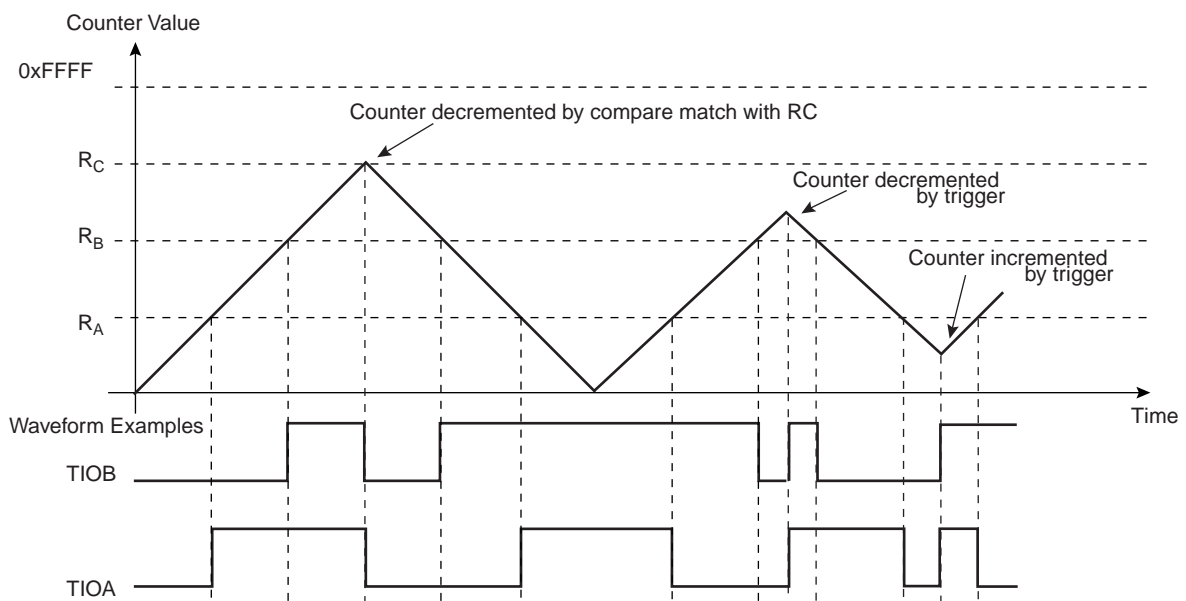 Counter Value
0xFFFF
Counter decremented by compare match with RC
RC
Counter decremented
by trigger
RB
Counter incremented
by trigger
RA
Time
Waveform Examples
TIOB
TIOA